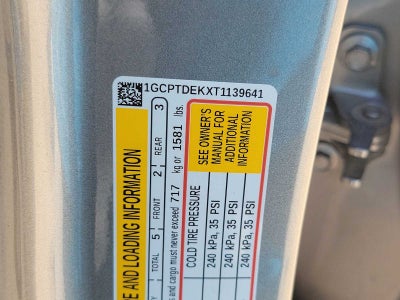 1GCPTDEKXT1139641
E AND LOADING INFORMATION
TOTAL 5 FRONT 2 REAR 3
s and cargo must never exceed 717 kg or 1581 lbs.
COLD TIRE PRESSURE
240 kPa, 35 PSI
240 kPa, 35 PSI
240 kPa, 35 PSI
SEE OWNER'S
MANUAL FOR
ADDITIONAL
INFORMATION